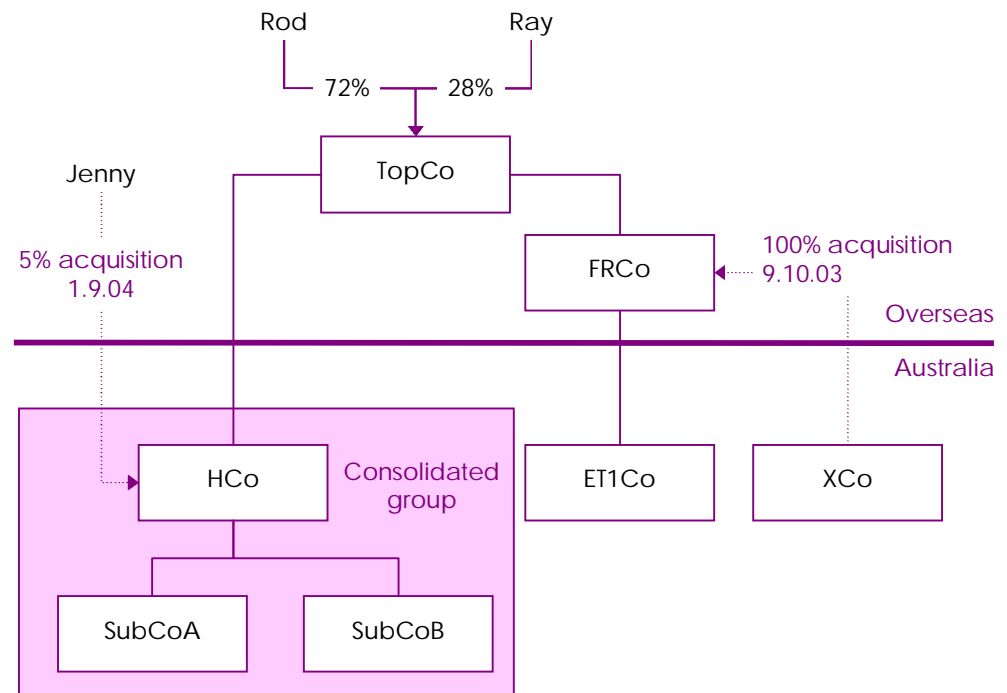 Rod
Ray
72%
28%
TopCo
Jenny
5% acquisition
1.9.04
FRCo
100% acquisition
9.10.03
Overseas
Australia
HCo
Consolidated
group
ET1Co
XCo
SubCoA
SubCoB